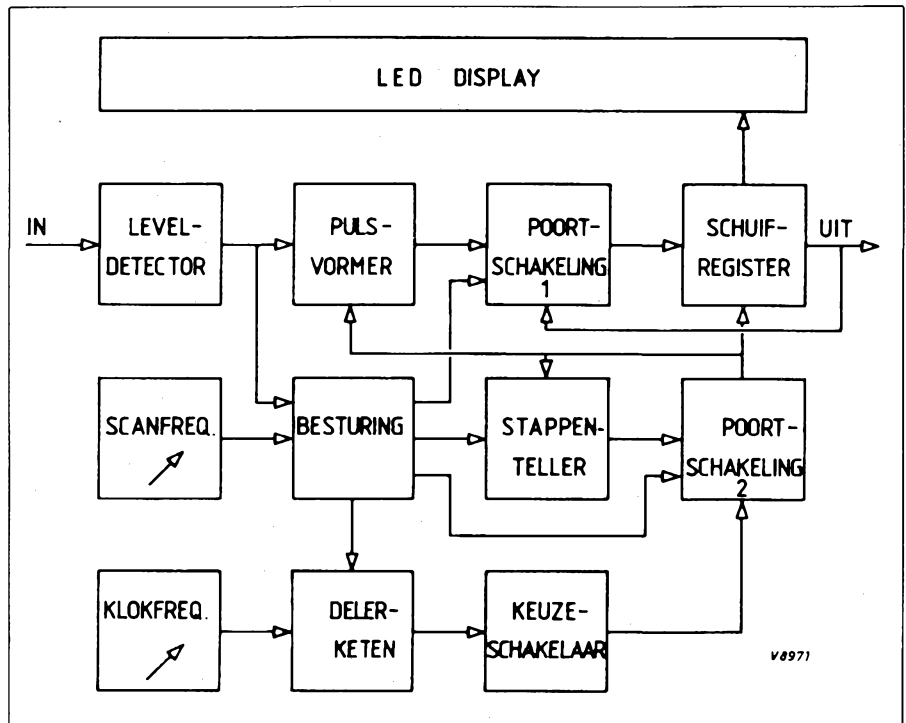 LED DISPLAY
IN
LEVEL-
DETECTOR
PULS-
VORMER
POORT-
SCHAKELING
1
SCHUIF-
REGISTER
UIT
SCANFREQ.
BESTURING
STAPPEN-
TELLER
POORT-
SCHAKELING
2
KLOKFREQ.
DELER-
KETEN
KEUZE-
SCHAKELAAR
V8971